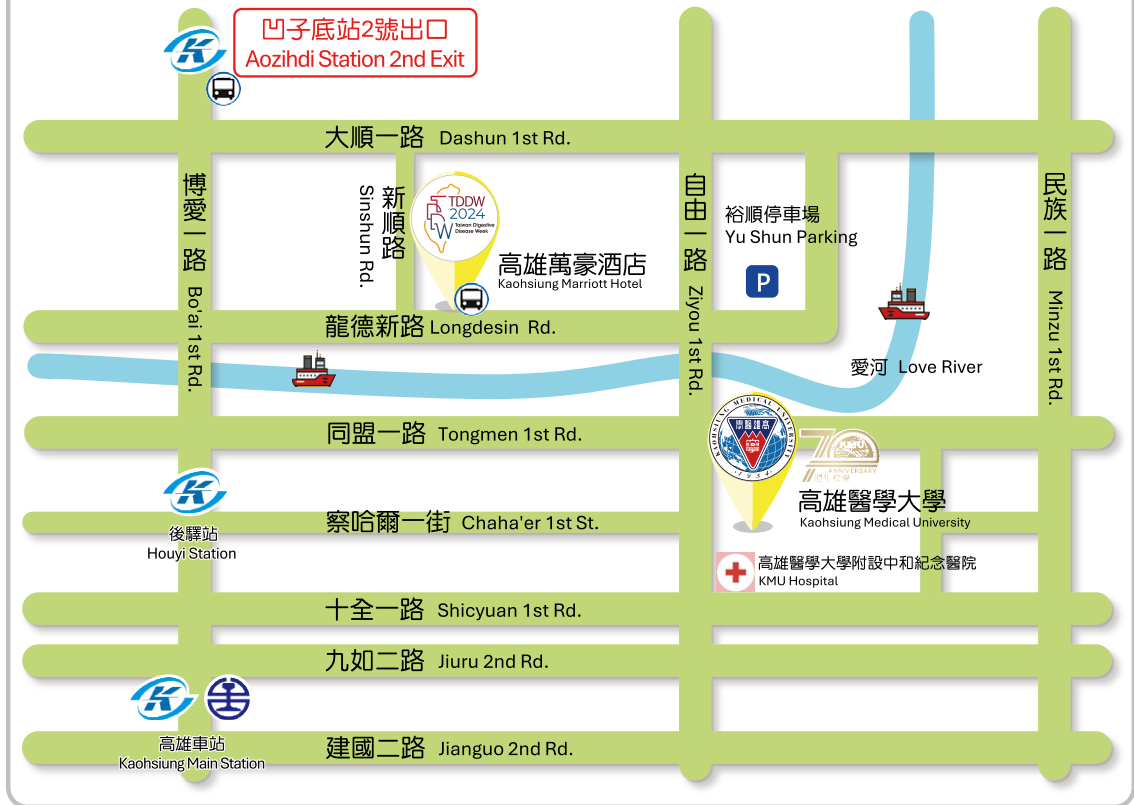 凹子底站2號出口
Aozihdi Station 2nd Exit
大順一路 Dashun 1st Rd.
博愛一路 Bo'ai 1st Rd.
新順路
Sinshun Rd.
TDDW
2024
Taiwan Digestive
Disease Week
高雄萬豪酒店
Kaohsiung Marriott Hotel
自由一路 Ziyou 1st Rd.
裕順停車場
Yu Shun Parking
P
民族一路 Minzu 1st Rd.
龍德新路 Longdesin Rd.
愛河 Love River
同盟一路 Tongmen 1st Rd.
KAOHSIUNG MEDICAL UNIVERSITY
高雄醫學
1954
70
KMU
ANNIVERSARY
週年校慶
高雄醫學大學
Kaohsiung Medical University
後驛站
Houyi Station
察哈爾一街 Chaha'er 1st St.
高雄醫學大學附設中和紀念醫院
KMU Hospital
十全一路 Shicyuan 1st Rd.
九如二路 Jiuru 2nd Rd.
高雄車站
Kaohsiung Main Station
建國二路 Jianguo 2nd Rd.